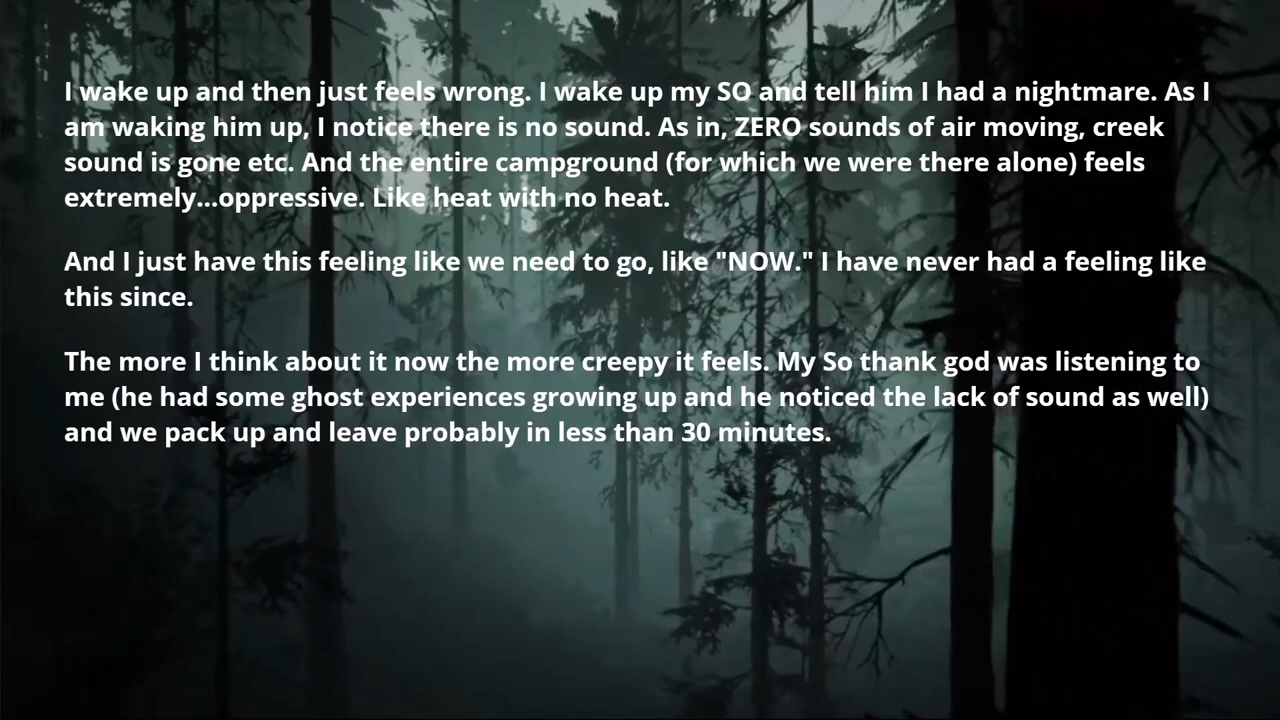 I wake up and then just feels wrong. I wake up my SO and tell him I had a nightmare. As I
am waking him up, I notice there is no sound. As in, ZERO sounds of air moving, creek
sound is gone etc. And the entire campground (for which we were there alone) feels
extremely...oppressive. Like heat with no heat.
And I just have this feeling like we need to go, like "NOW." I have never had a feeling like
this since.
The more I think about it now the more creepy it feels. My So thank god was listening to
me (he had some ghost experiences growing up and he noticed the lack of sound as well)
and we pack up and leave probably in less than 30 minutes.